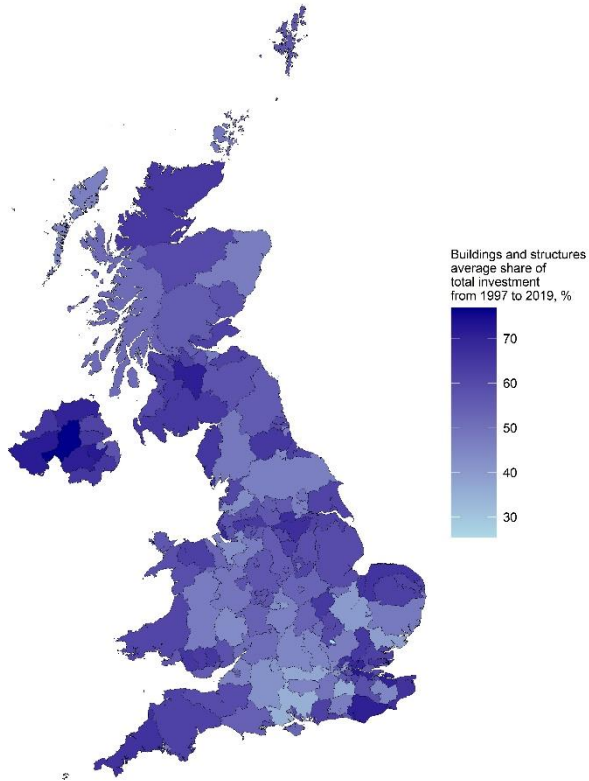 Buildings and structures
average share of
total investment
from 1997 to 2019, %
70
60
50
40
30